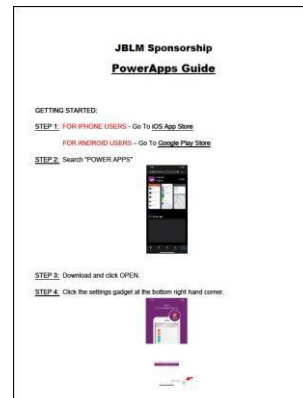 JBLM Sponsorship
PowerApps Guide
GETTING STARTED:
STEP 1: FOR IPHONE USERS - Go To iOS App Store
FOR ANDROID USERS – Go To Google Play Store
STEP 2: Search "POWER APPS"
STEP 3: Download and click OPEN.
STEP 4: Click the settings gadget at the bottom right hand corner.